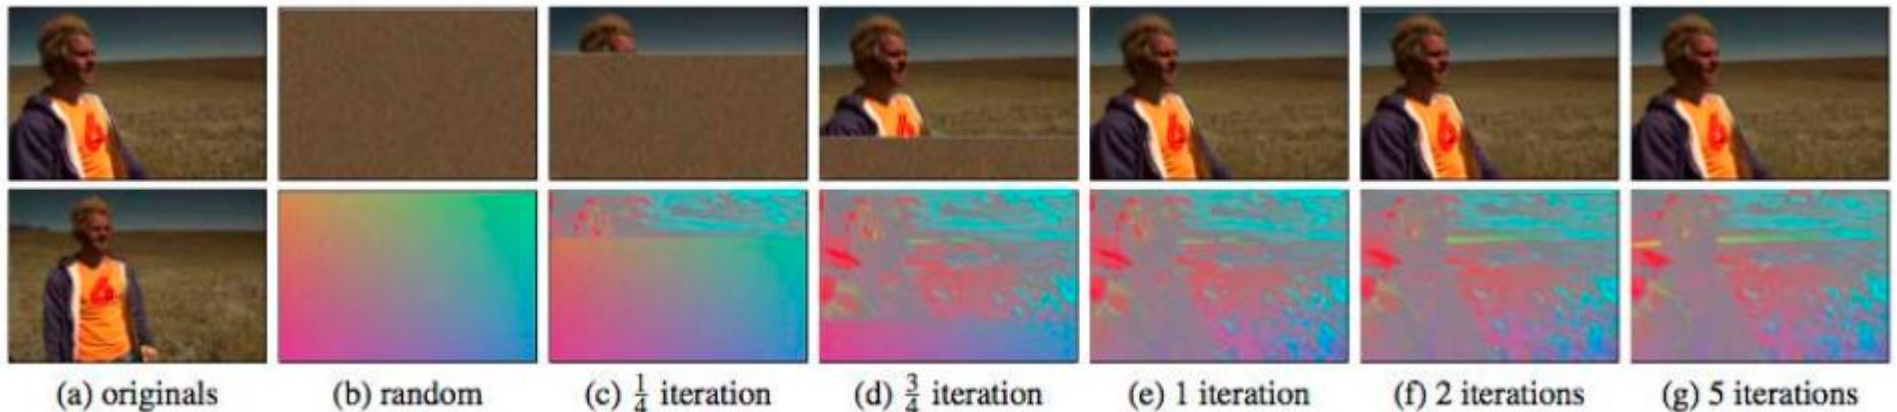 (a) originals (b) random (c) 1/4 iteration (d) 3/4 iteration (e) 1 iteration (f) 2 iterations (g) 5 iterations